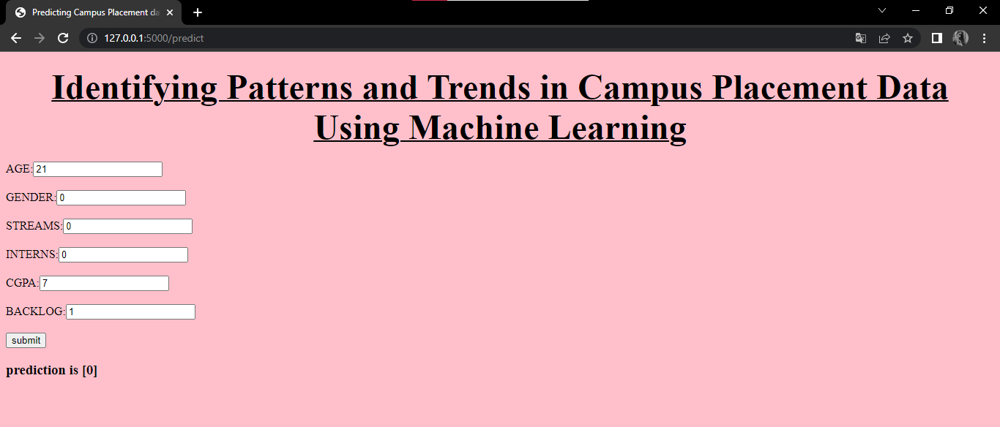 Predicting Campus Placement da
127.0.0.1:5000/predict
Identifying Patterns and Trends in Campus Placement Data
Using Machine Learning
AGE:21
GENDER:0
STREAMS:0
INTERNS:0
CGPA:7
BACKLOG:1
submit
prediction is [0]